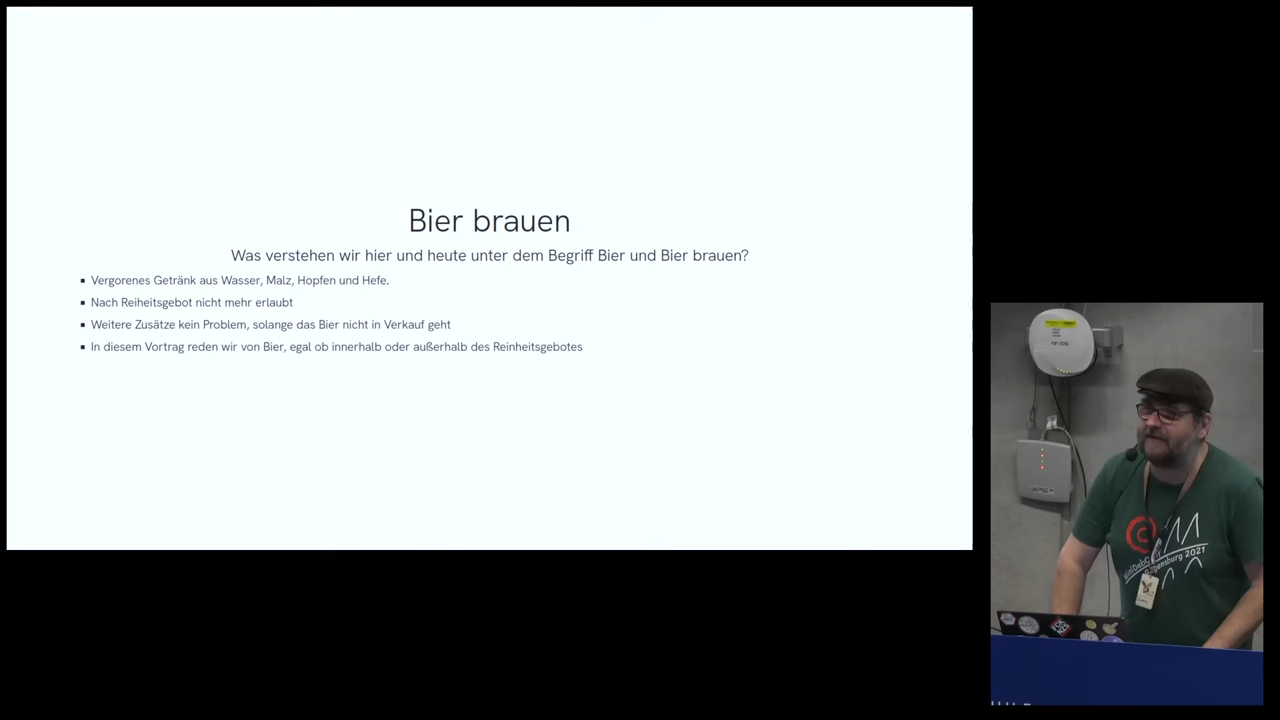 Bier brauen
Was verstehen wir hier und heute unter dem Begriff Bier und Bier brauen?
Vergorenes Getränk aus Wasser, Malz, Hopfen und Hefe.
Nach Reiheitsgebot nicht mehr erlaubt
Weitere Zusätze kein Problem, solange das Bier nicht in Verkauf geht
In diesem Vortrag reden wir von Bier, egal ob innerhalb oder außerhalb des Reinheitsgebotes
2021